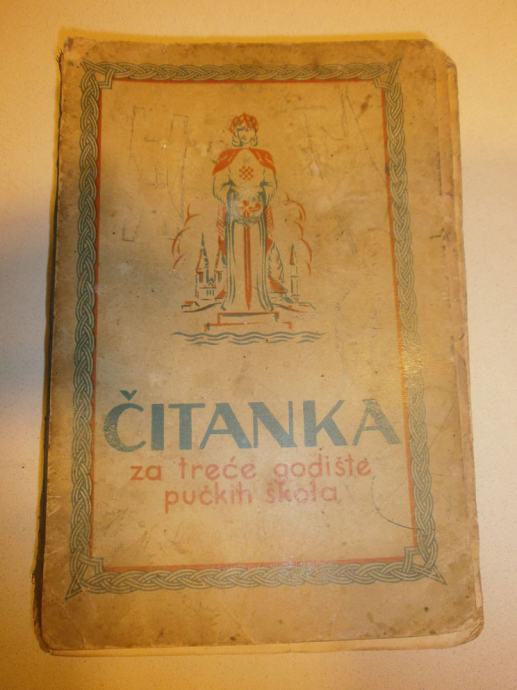 ČITANKA
za treće godište
pučkih škola